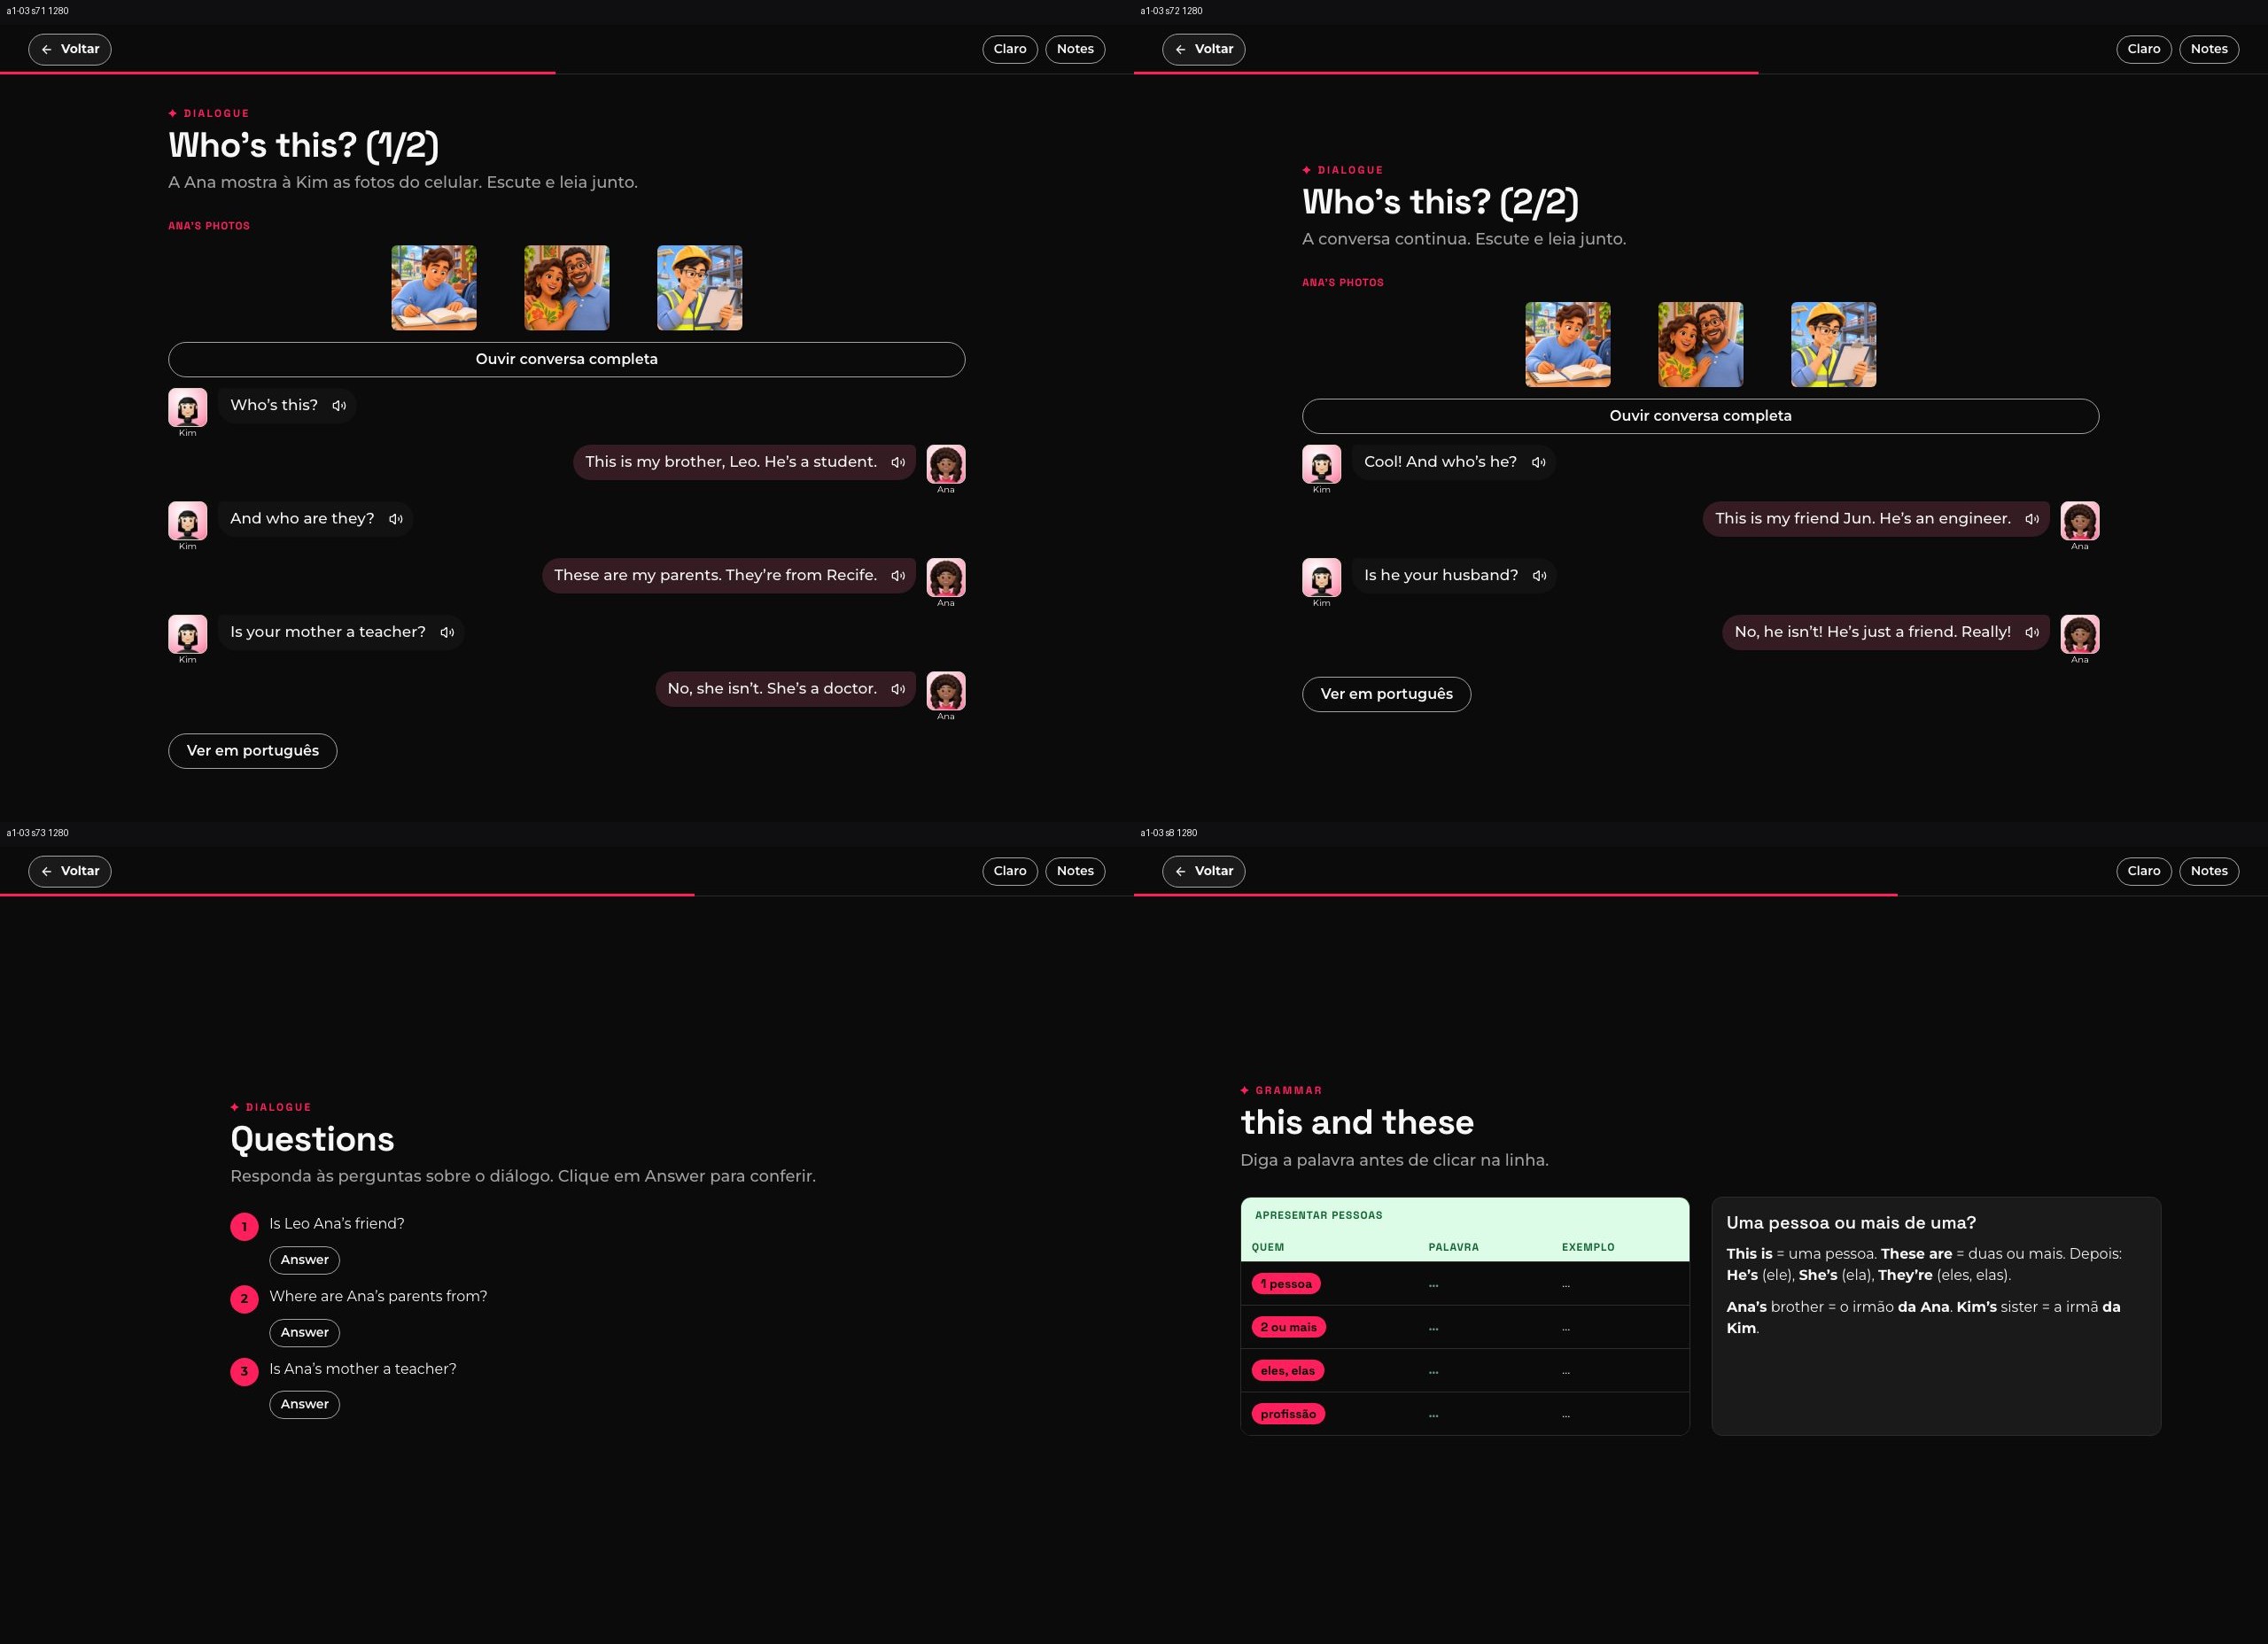 a1-03 s71 1280
Voltar
Claro
Notes
DIALOGUE
Who's this? (1/2)
A Ana mostra à Kim as fotos do celular. Escute e leia junto.
ANA'S PHOTOS
Ouvir conversa completa
Who's this?
Kim
This is my brother, Leo. He's a student.
Ana
And who are they?
Kim
These are my parents. They're from Recife.
Ana
Is your mother a teacher?
Kim
No, she isn't. She's a doctor.
Ana
Ver em português
a1-03 s72 1280
Voltar
Claro
Notes
DIALOGUE
Who's this? (2/2)
A conversa continua. Escute e leia junto.
ANA'S PHOTOS
Ouvir conversa completa
Cool! And who's he?
Kim
This is my friend Jun. He's an engineer.
Ana
Is he your husband?
Kim
No, he isn't! He's just a friend. Really!
Ana
Ver em português
a1-03 s73 1280
Voltar
Claro
Notes
DIALOGUE
Questions
Responda às perguntas sobre o diálogo. Clique em Answer para conferir.
1 Is Leo Ana's friend?
Answer
2 Where are Ana's parents from?
Answer
3 Is Ana's mother a teacher?
Answer
a1-03 s8 1280
Voltar
Claro
Notes
GRAMMAR
this and these
Diga a palavra antes de clicar na linha.
APRESENTAR PESSOAS
QUEM PALAVRA EXEMPLO
1 pessoa ... ...
2 ou mais ... ...
eles, elas ... ...
profissão ... ...
Uma pessoa ou mais de uma?
This is = uma pessoa. These are = duas ou mais. Depois:
He's (ele), She's (ela), They're (eles, elas).
Ana's brother = o irmão da Ana. Kim's sister = a irmã da
Kim.